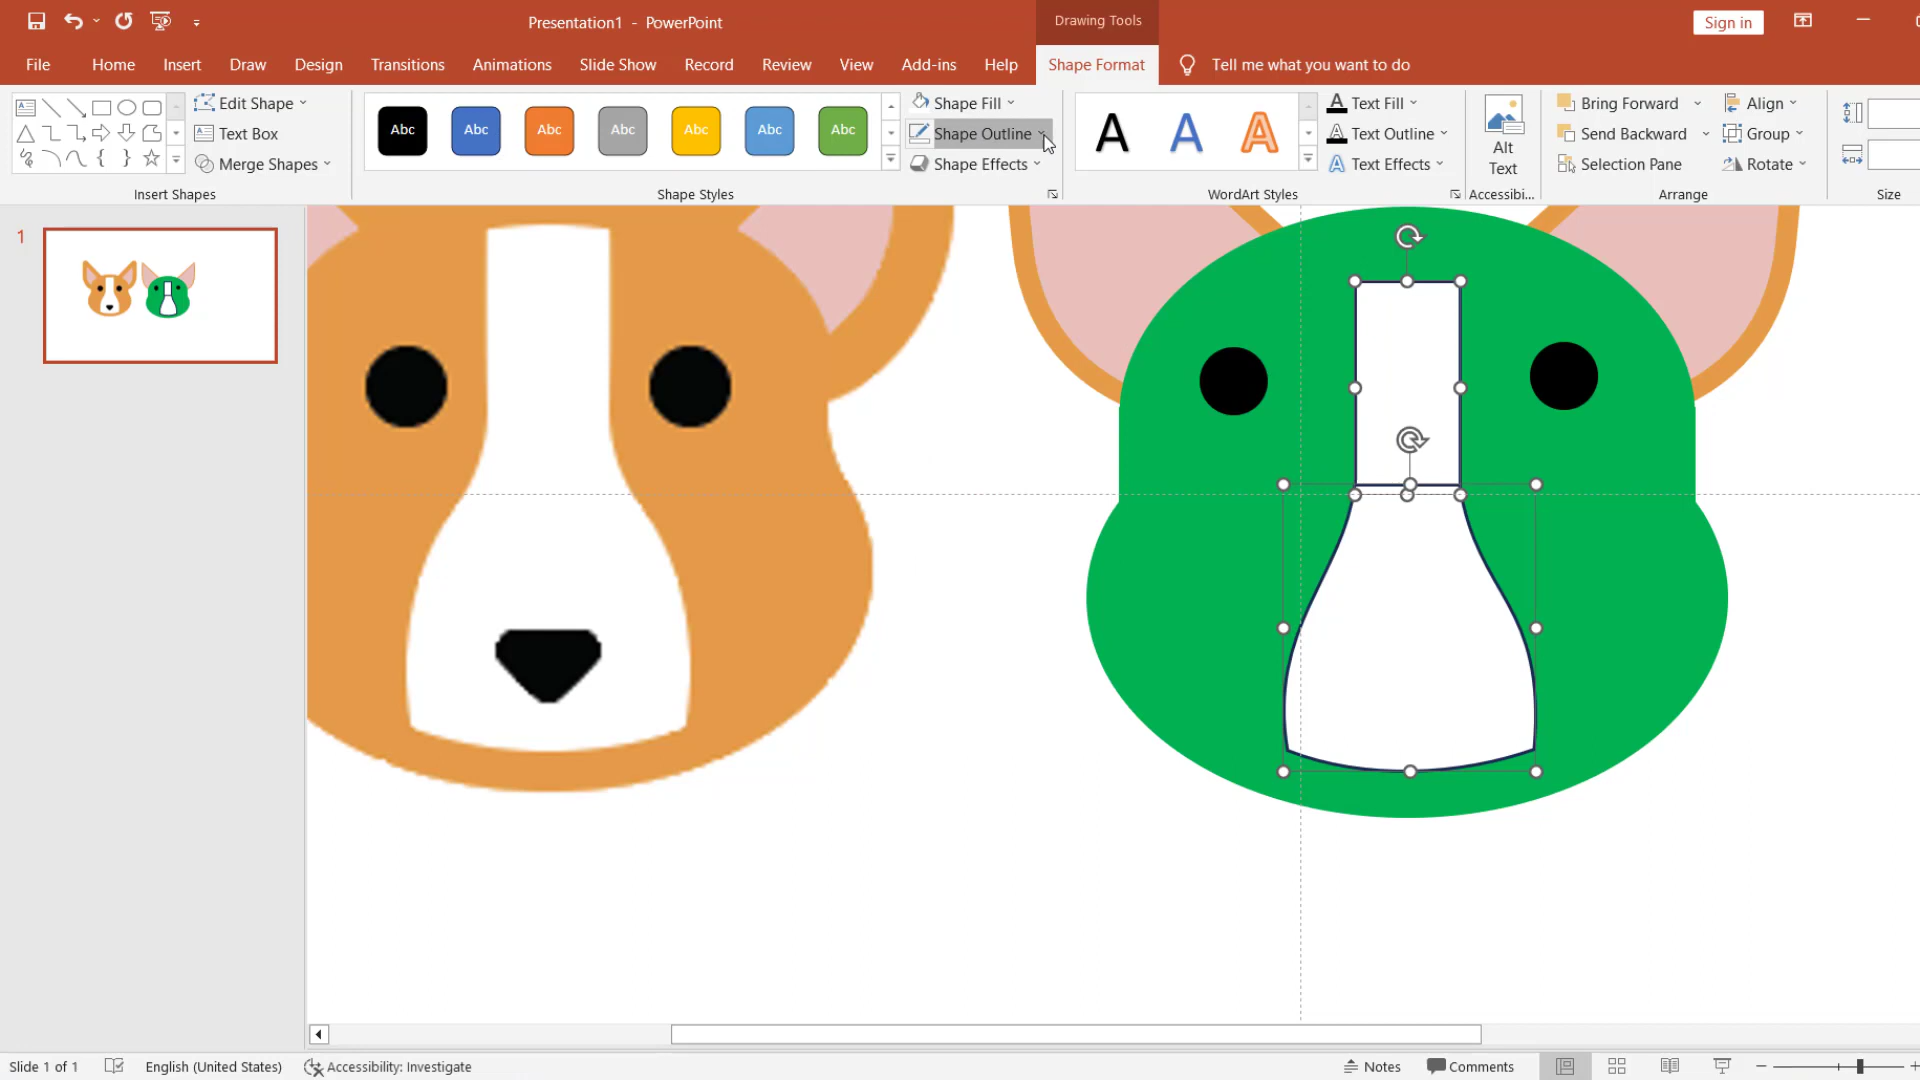 Presentation1 - PowerPoint
Drawing Tools
Sign in
File Home Insert Draw Design Transitions Animations Slide Show Record Review View Add-ins Help Shape Format Tell me what you want to do
Edit Shape
Text Box
Merge Shapes
Insert Shapes
Abc Abc Abc Abc Abc Abc Abc
Shape Fill
Shape Outline
Shape Effects
Shape Styles
A A A
Text Fill
Text Outline
Text Effects
WordArt Styles
Alt
Text
Accessibi...
Bring Forward
Send Backward
Selection Pane
Align
Group
Rotate
Arrange
Size
1
Slide 1 of 1 English (United States) Accessibility: Investigate Notes Comments